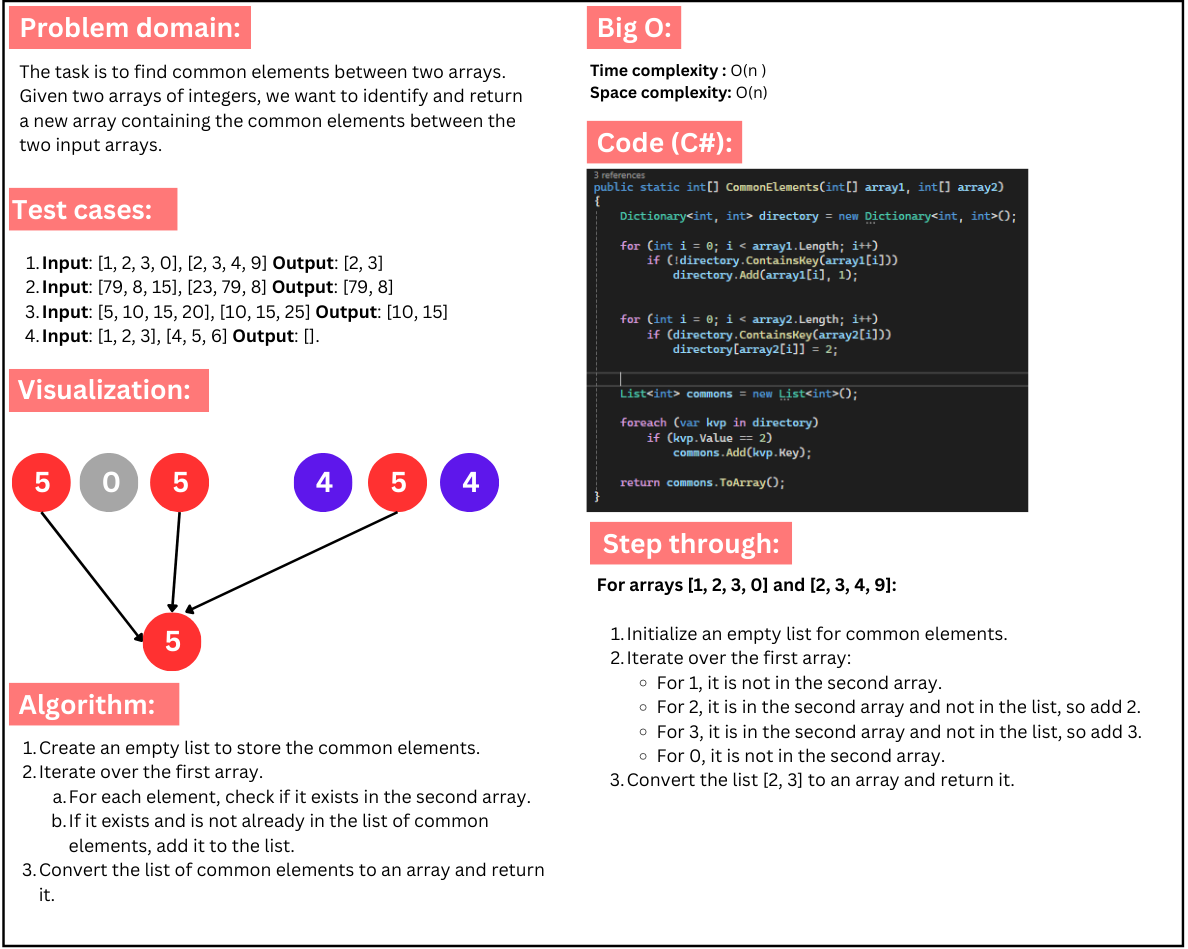 Problem domain:
The task is to find common elements between two arrays.
Given two arrays of integers, we want to identify and return
a new array containing the common elements between the
two input arrays.
Test cases:
1. Input: [1, 2, 3, 0], [2, 3, 4, 9] Output: [2, 3]
2. Input: [79, 8, 15], [23, 79, 8] Output: [79, 8]
3. Input: [5, 10, 15, 20], [10, 15, 25] Output: [10, 15]
4. Input: [1, 2, 3], [4, 5, 6] Output: [].
Visualization:
5 0 5 4 5 4
5
Algorithm:
1. Create an empty list to store the common elements.
2. Iterate over the first array.
a. For each element, check if it exists in the second array.
b. If it exists and is not already in the list of common
elements, add it to the list.
3. Convert the list of common elements to an array and return
it.
Big O:
Time complexity : O(n )
Space complexity: O(n)
Code (C#):
3 references
public static int[] CommonElements(int[] array1, int[] array2)
{
Dictionary<int, int> directory = new Dictionary<int, int>();
for (int i = 0; i < array1.Length; i++)
if (!directory.ContainsKey(array1[i]))
directory.Add(array1[i], 1);
for (int i = 0; i < array2.Length; i++)
if (directory.ContainsKey(array2[i]))
directory[array2[i]] = 2;
List<int> commons = new List<int>();
foreach (var kvp in directory)
if (kvp.Value == 2)
commons.Add(kvp.Key);
return commons.ToArray();
}
Step through:
For arrays [1, 2, 3, 0] and [2, 3, 4, 9]:
1. Initialize an empty list for common elements.
2. Iterate over the first array:
○ For 1, it is not in the second array.
○ For 2, it is in the second array and not in the list, so add 2.
○ For 3, it is in the second array and not in the list, so add 3.
○ For 0, it is not in the second array.
3. Convert the list [2, 3] to an array and return it.